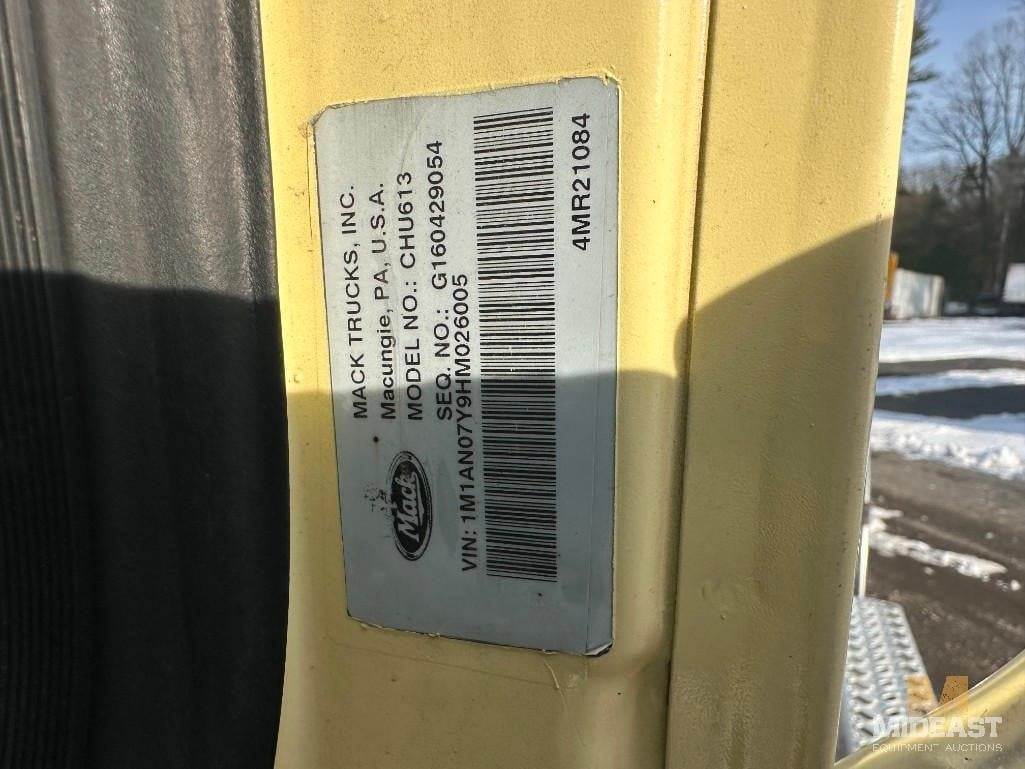 MACK TRUCKS, INC.
Macungie, PA, U.S.A.
MODEL NO.: CHU613
SEQ. NO.: G160429054
VIN: 1M1AN07Y9HM026005
4MR21084
Mack
MIDEAST
EQUIPMENT AUCTIONS